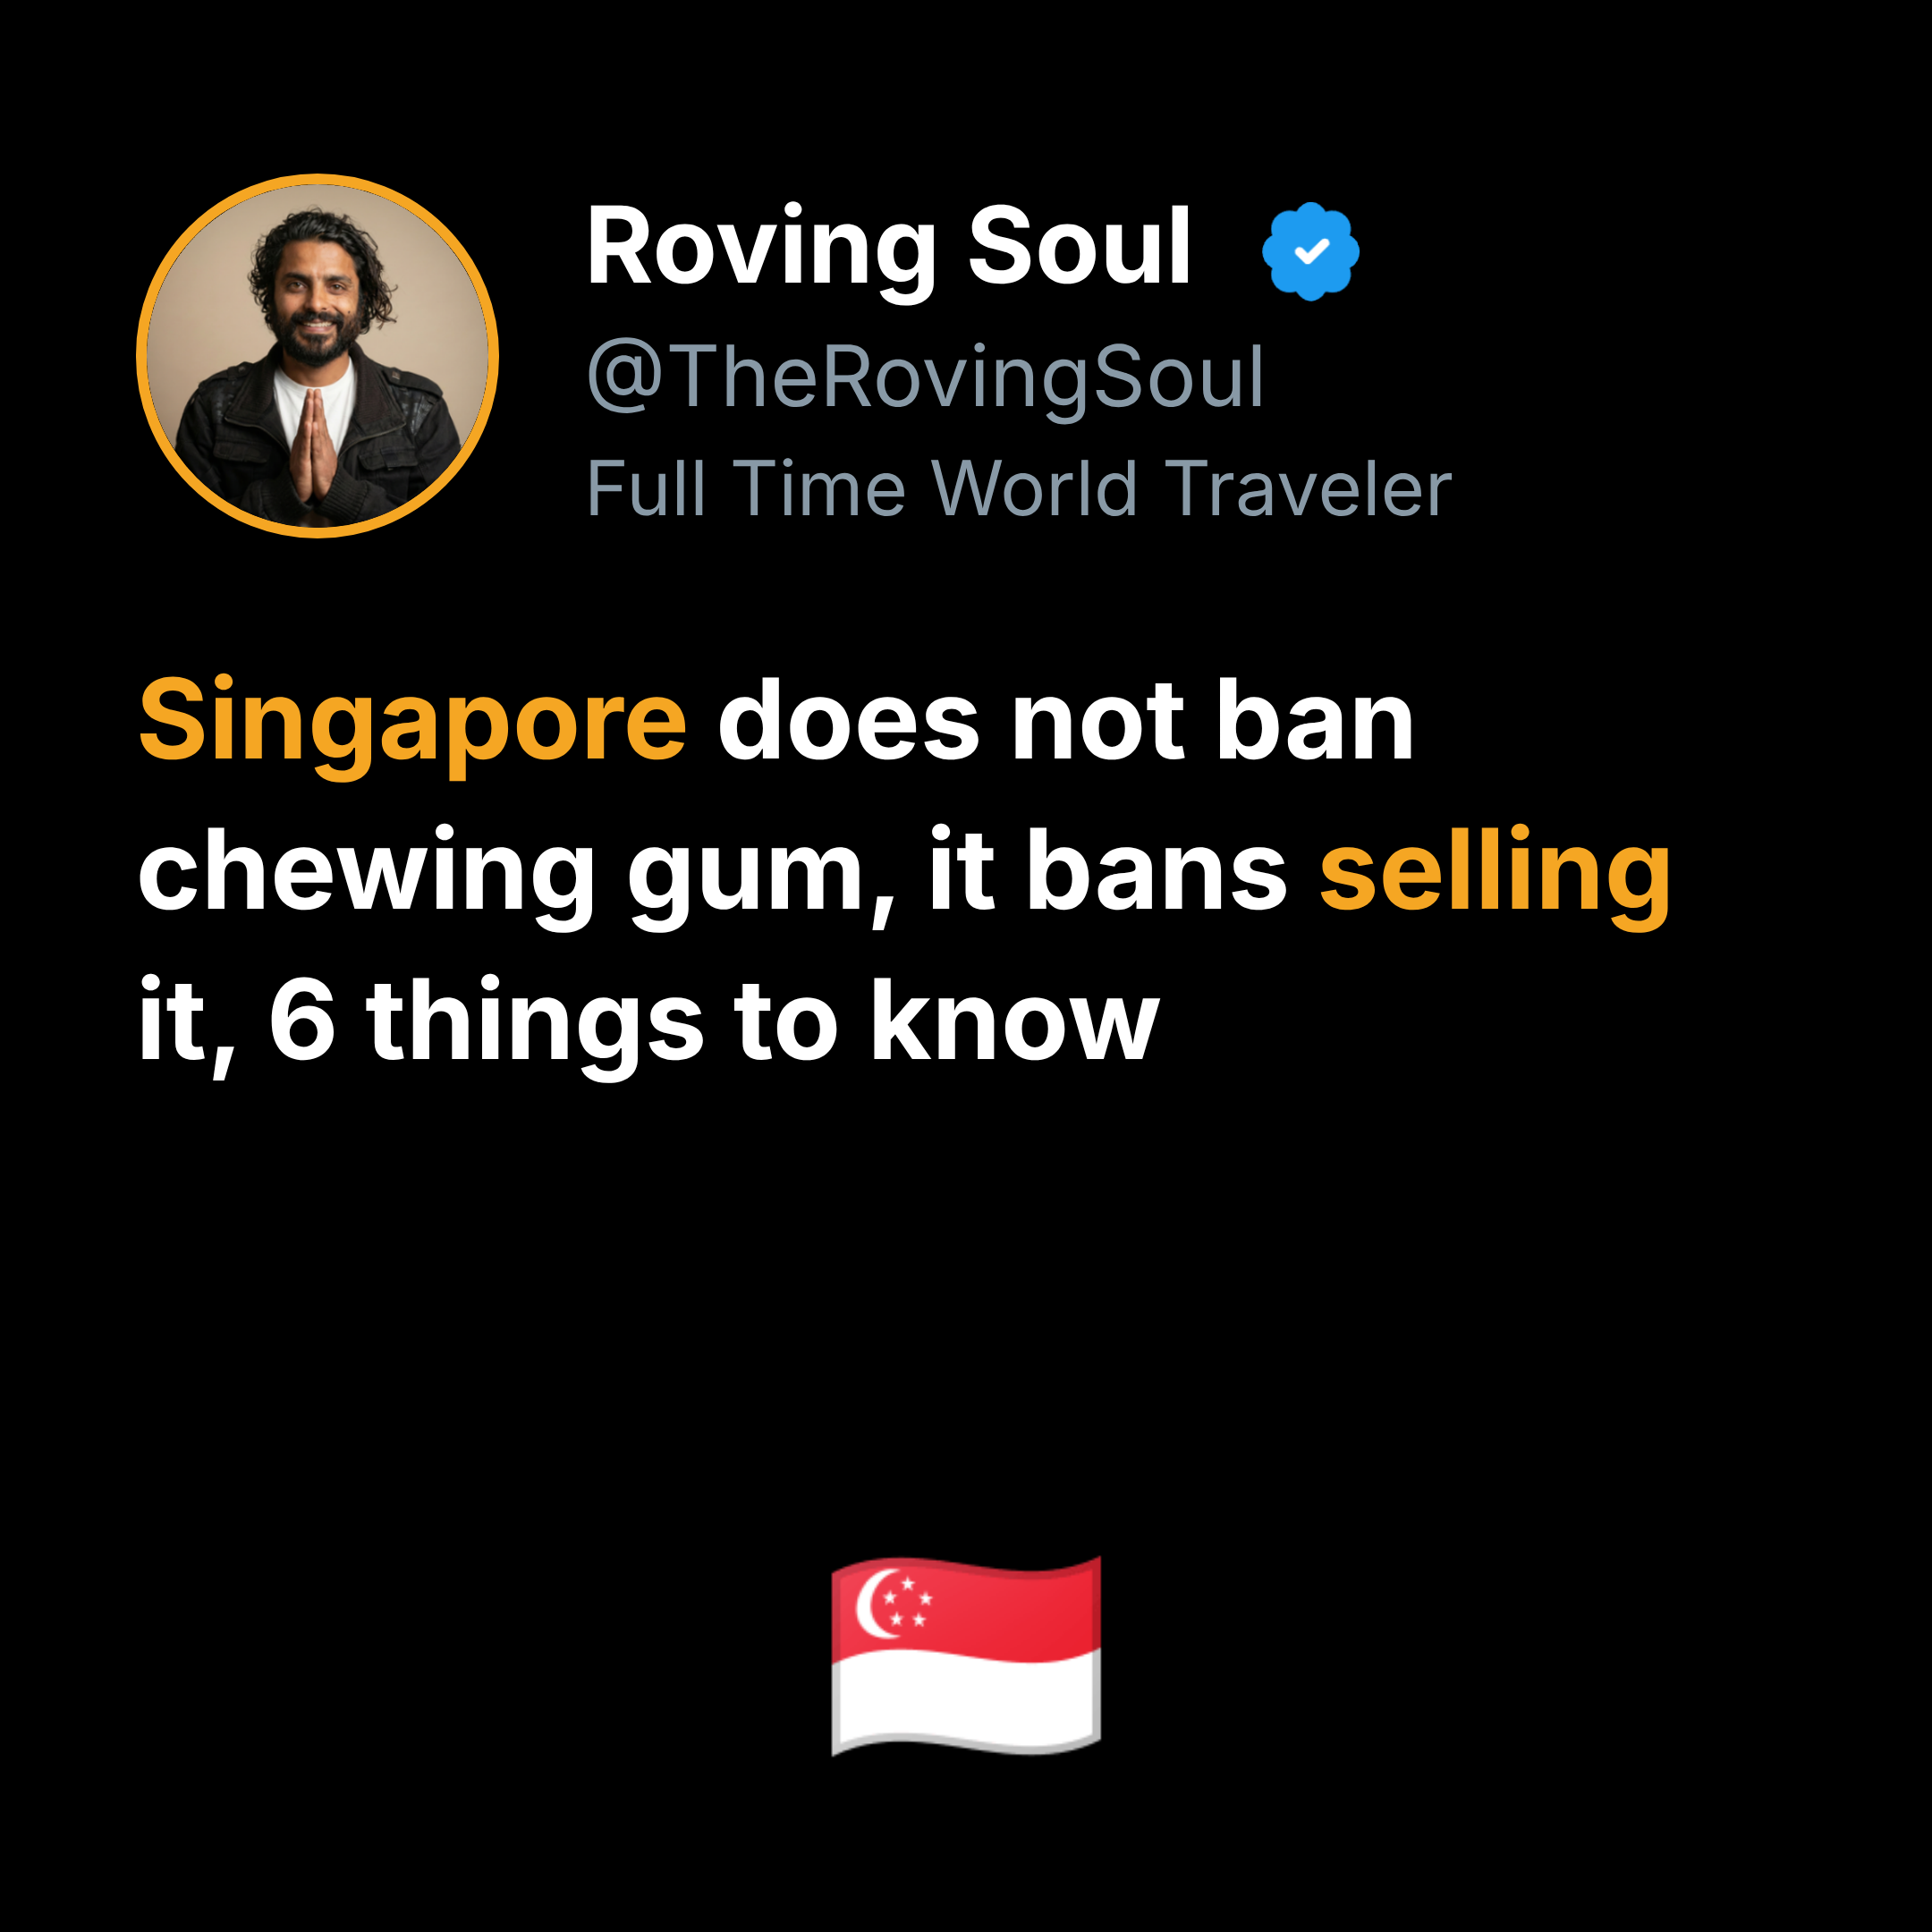 Roving Soul
@TheRovingSoul
Full Time World Traveler
Singapore does not ban
chewing gum, it bans selling
it, 6 things to know